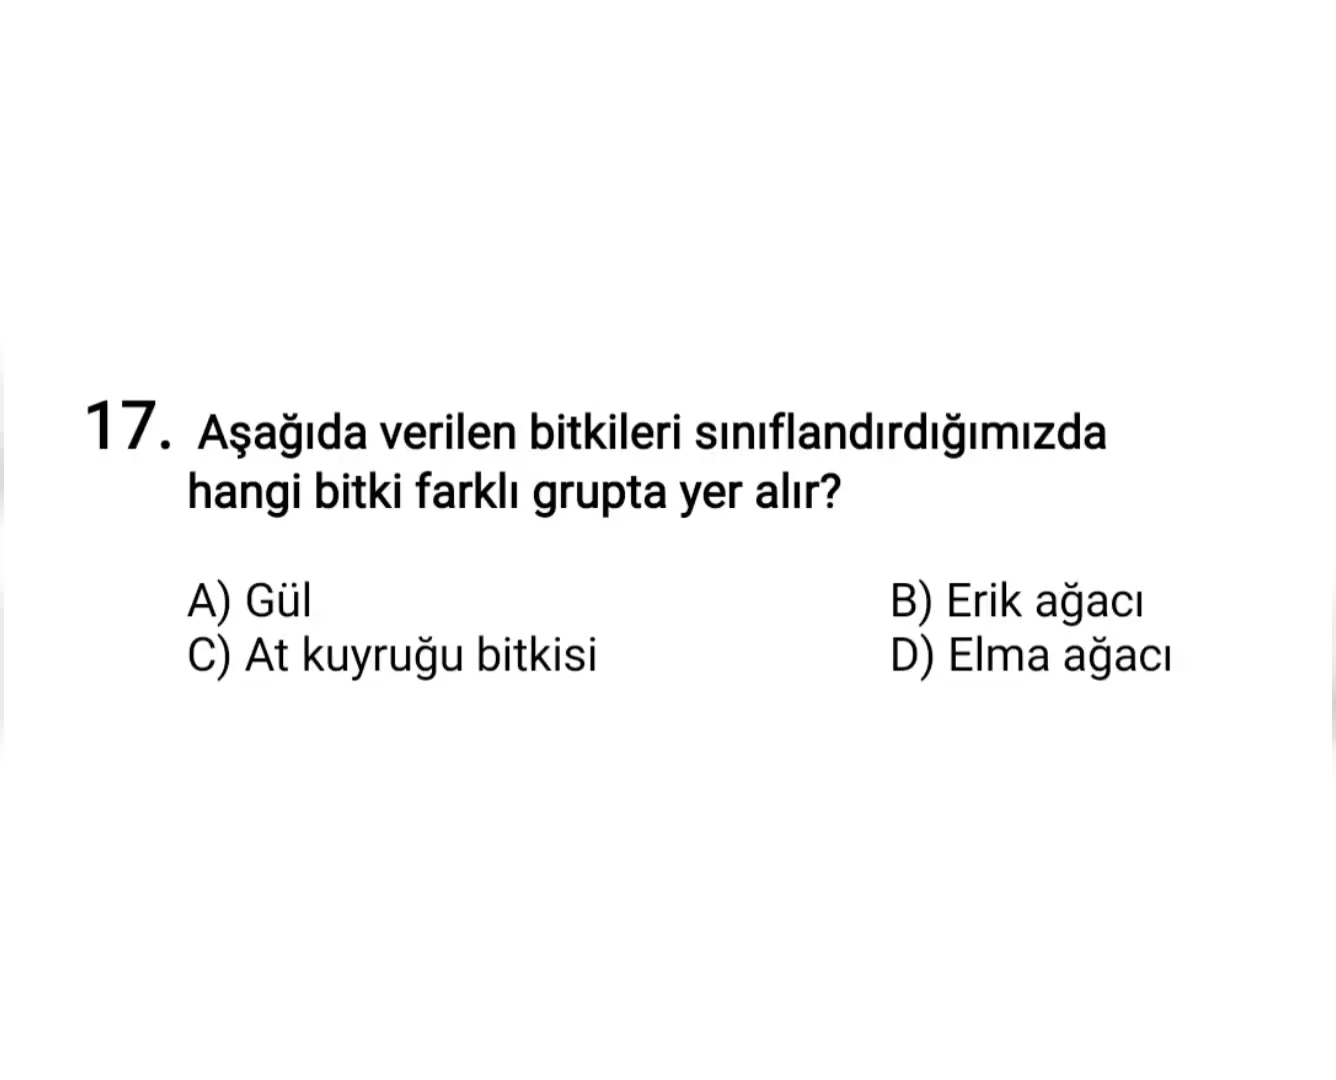 17. Aşağıda verilen bitkileri sınıflandırdığımızda
hangi bitki farklı grupta yer alır?
A) Gül B) Erik ağacı
C) At kuyruğu bitkisi D) Elma ağacı